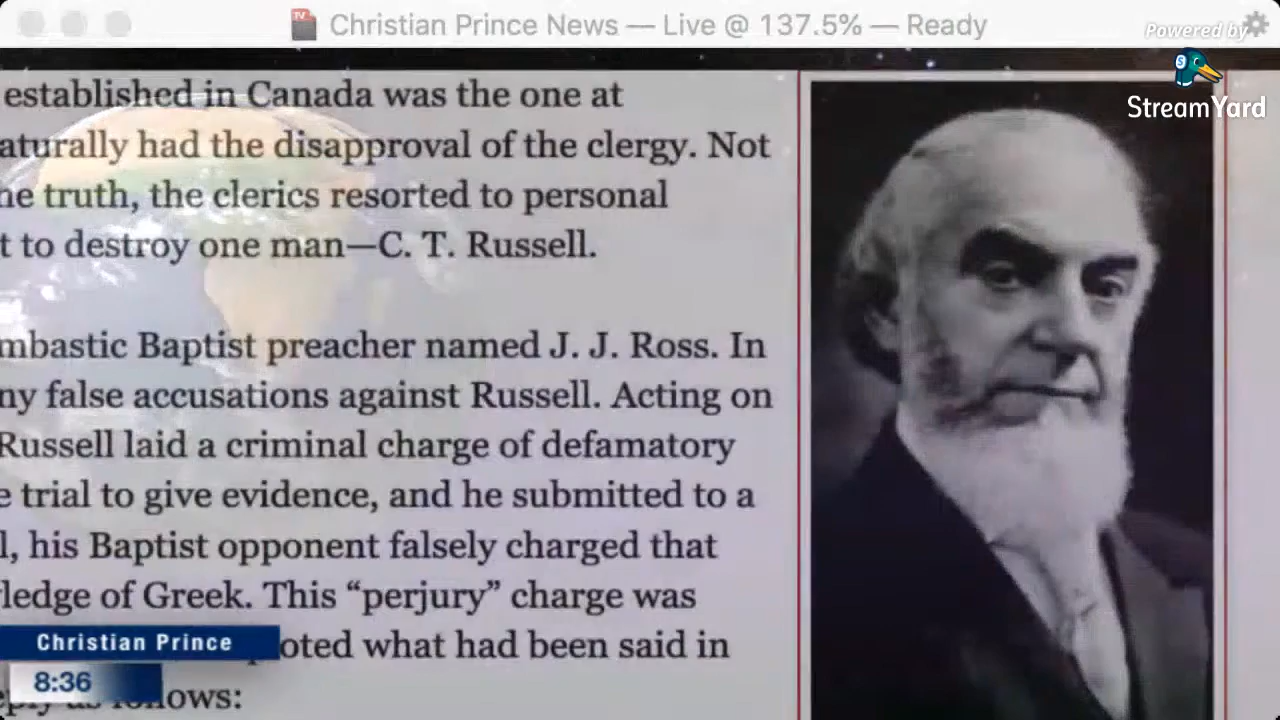 Christian Prince News — Live @ 137.5% — Ready
Powered by
StreamYard
established in Canada was the one at
aturally had the disapproval of the clergy. Not
he truth, the clerics resorted to personal
t to destroy one man—C. T. Russell.
mbastic Baptist preacher named J. J. Ross. In
ny false accusations against Russell. Acting on
Russell laid a criminal charge of defamatory
e trial to give evidence, and he submitted to a
l, his Baptist opponent falsely charged that
ledge of Greek. This “perjury” charge was
oted what had been said in
eply as follows:
Christian Prince
8:36